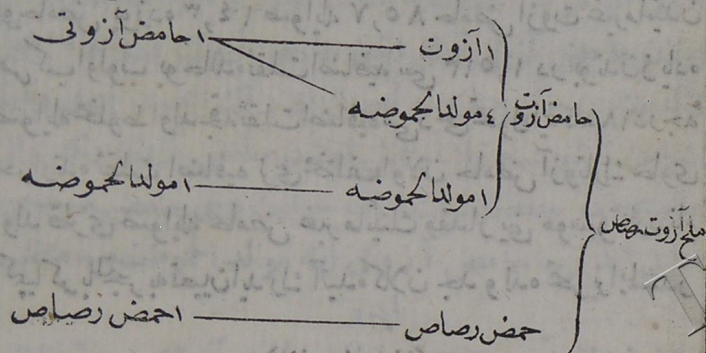 ١ آزوت ١ حامض آزوتی
٤ مولد الحموضه
حامض آزوت
١ مولد الحموضه ١ مولد الحموضه
ملح آزوت رصاص
حمض رصاص ١ حمض رصاص